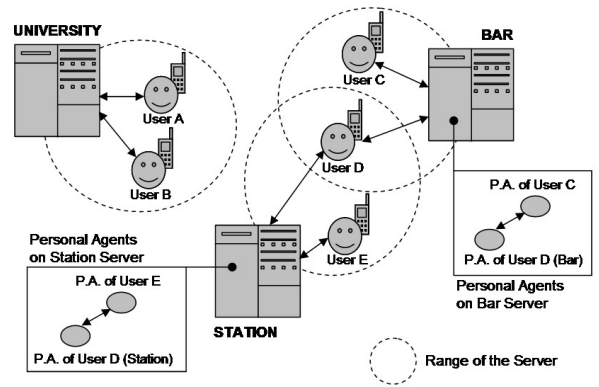 UNIVERSITY
BAR
User C
User A
User D
User B
P.A. of User C
Personal Agents
on Station Server
User E
P.A. of User D (Bar)
P.A. of User E
Personal Agents
on Bar Server
STATION
P.A. of User D (Station)
Range of the Server